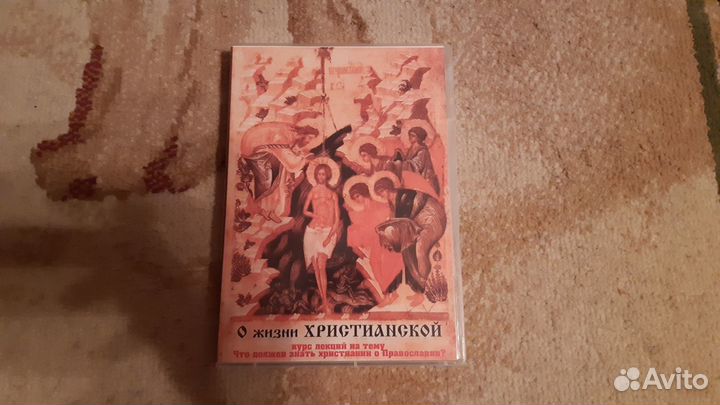 О жизни ХРИСТИАНСКОЙ
курс лекций на тему
Что должен знать христианин о Православии?
Avito